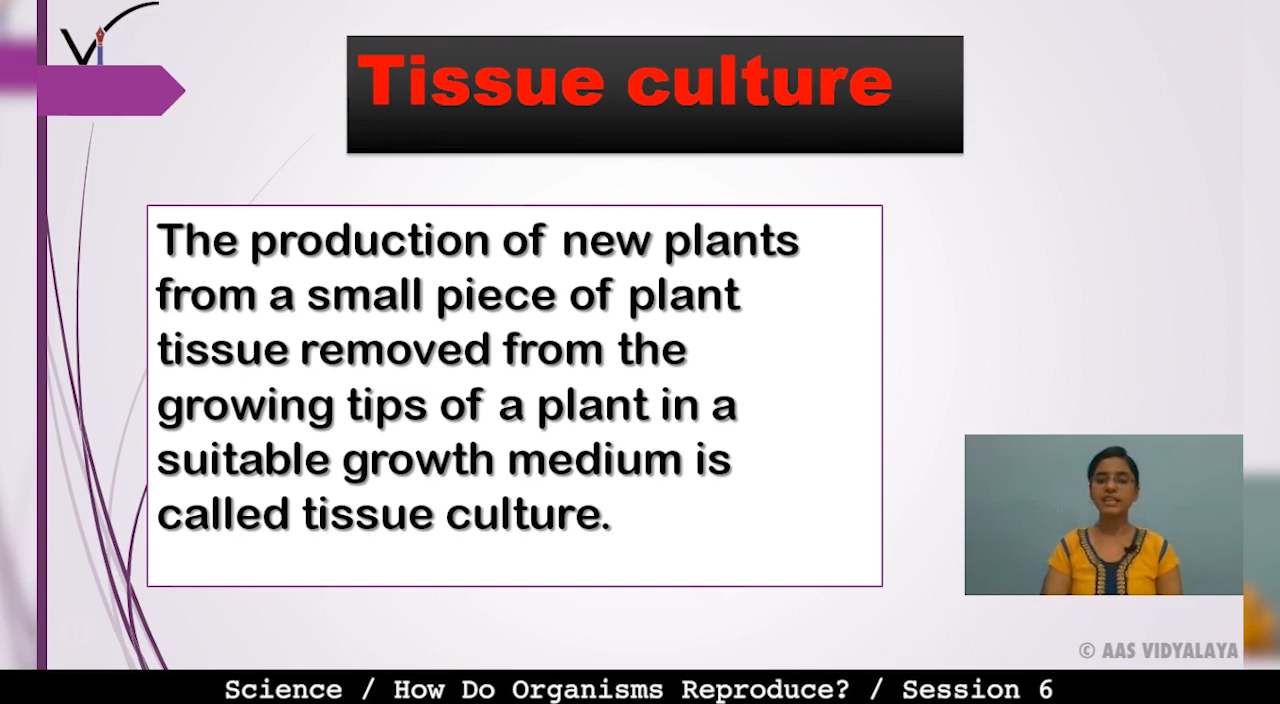 Tissue culture
The production of new plants
from a small piece of plant
tissue removed from the
growing tips of a plant in a
suitable growth medium is
called tissue culture.
© AAS VIDYALAYA
Science / How Do Organisms Reproduce? / Session 6